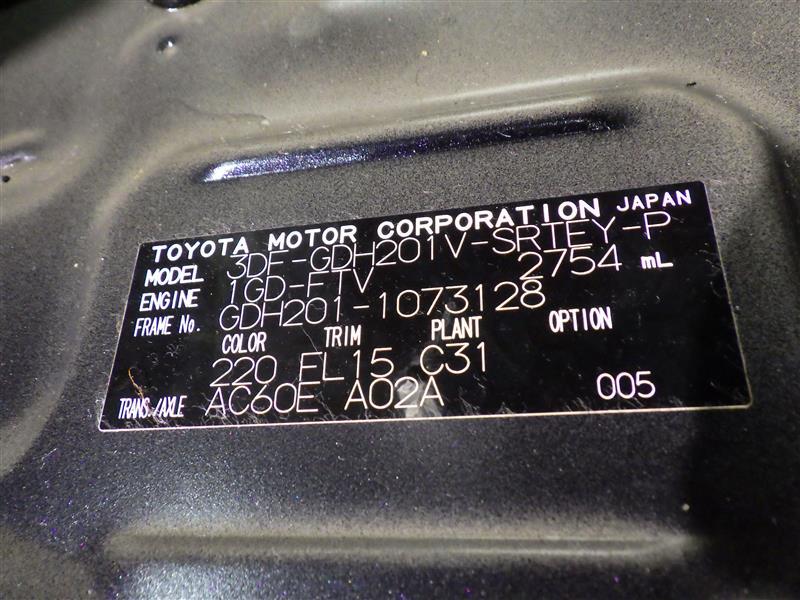 TOYOTA MOTOR CORPORATION JAPAN
MODEL 3DF-GDH201V-SRTEY-P
ENGINE 1GD-FTV 2754 mL
FRAME No. GDH201-1073128
COLOR TRIM PLANT OPTION
220 FL15 C31
TRANS./AXLE AC60E A02A 005